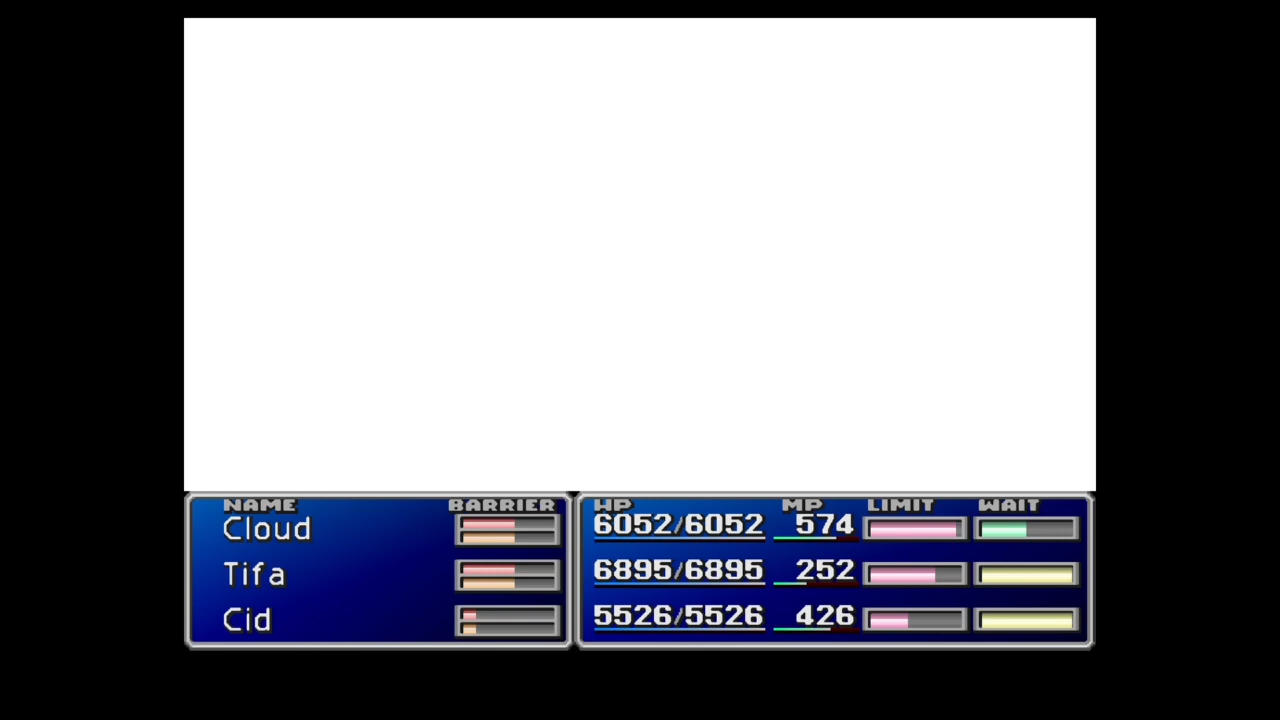 NAME BARRIER HP MP LIMIT WAIT
Cloud 6052/6052 574
Tifa 6895/6895 252
Cid 5526/5526 426